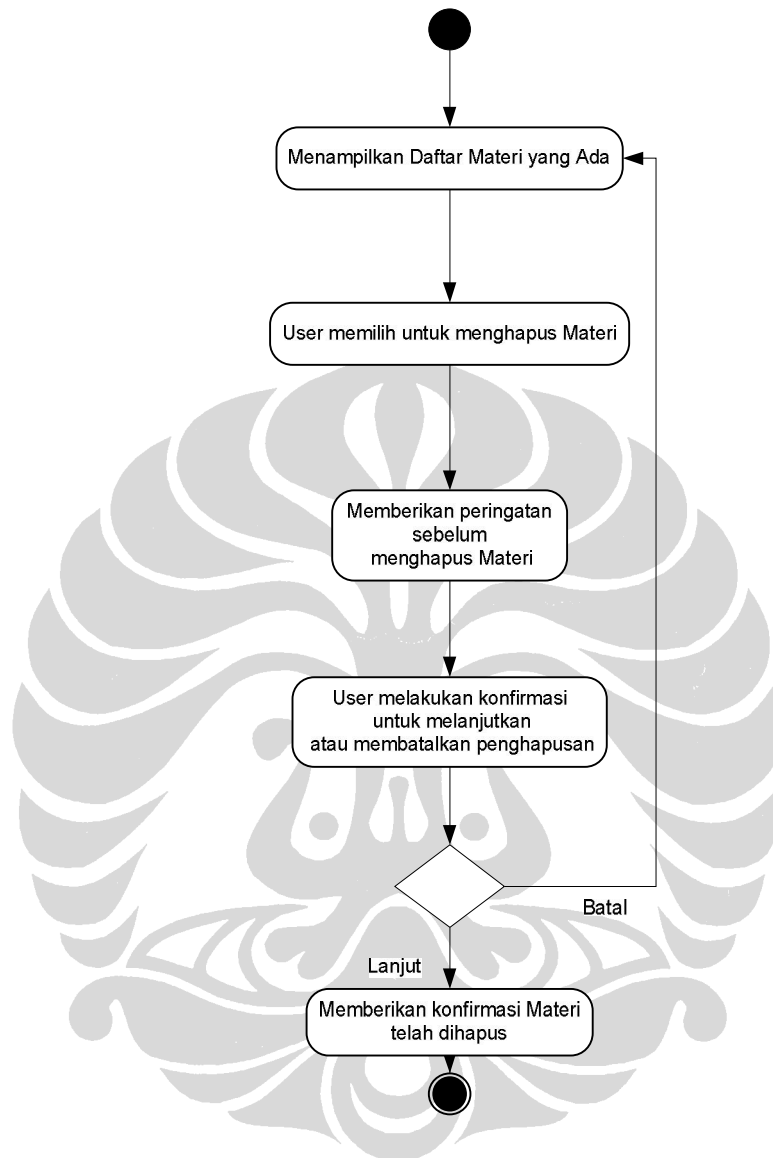 Menampilkan Daftar Materi yang Ada
User memilih untuk menghapus Materi
Memberikan peringatan
sebelum
menghapus Materi
User melakukan konfirmasi
untuk melanjutkan
atau membatalkan penghapusan
Batal
Lanjut
Memberikan konfirmasi Materi
telah dihapus